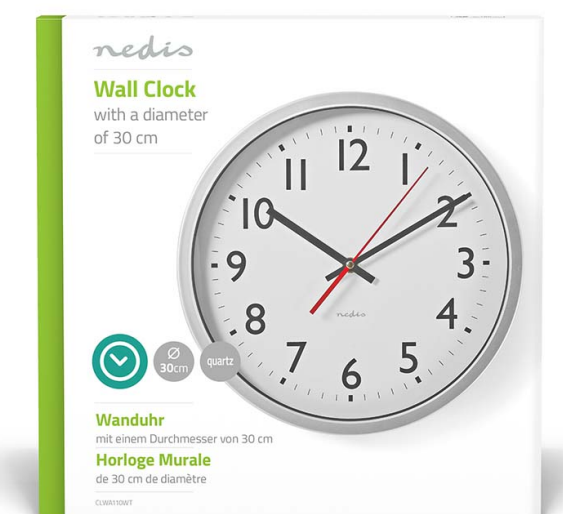 nedis
Wall Clock
with a diameter
of 30 cm
12
11
1
10
2
9
3
8
4
7
5
6
nedis
Ø
30cm
quartz
Wanduhr
mit einem Durchmesser von 30 cm
Horloge Murale
de 30 cm de diamètre
CLWA110WT